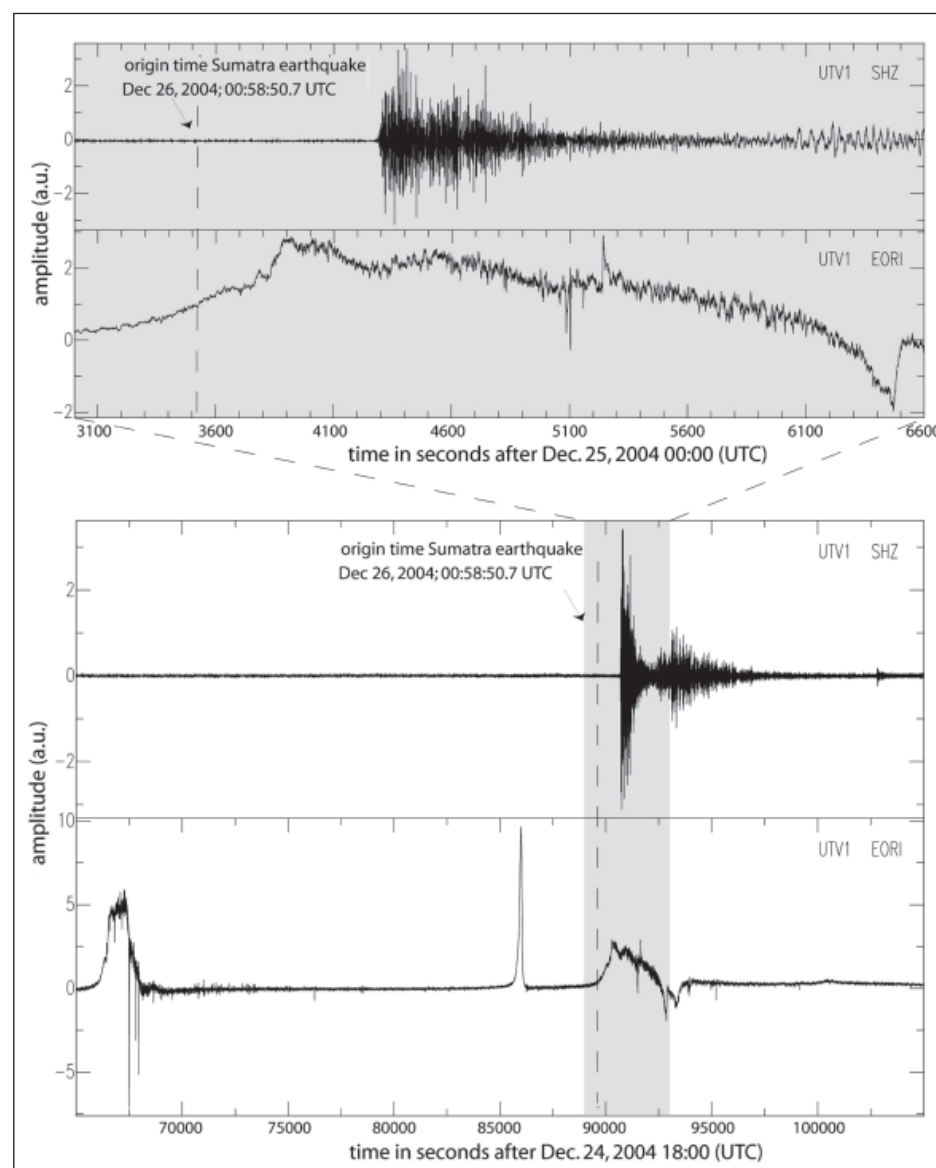 origin time Sumatra earthquake
Dec 26, 2004; 00:58:50.7 UTC
UTV1 SHZ
2
0
−2
amplitude (a.u.)
UTV1 EORI
2
0
−2
3100 3600 4100 4600 5100 5600 6100 6600
time in seconds after Dec. 25, 2004 00:00 (UTC)
origin time Sumatra earthquake
Dec 26, 2004; 00:58:50.7 UTC
UTV1 SHZ
2
0
−2
amplitude (a.u.)
10
UTV1 EORI
5
0
−5
70000 75000 80000 85000 90000 95000 100000
time in seconds after Dec. 24, 2004 18:00 (UTC)